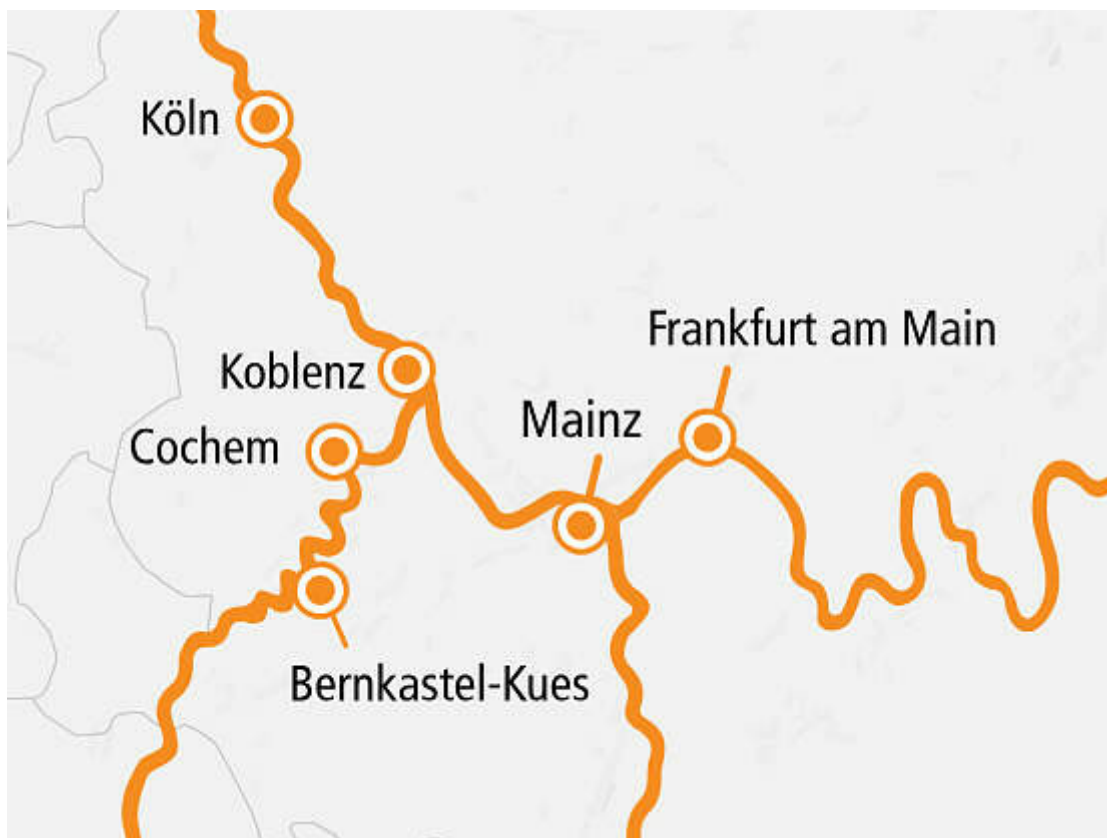 Köln
Frankfurt am Main
Koblenz
Mainz
Cochem
Bernkastel-Kues